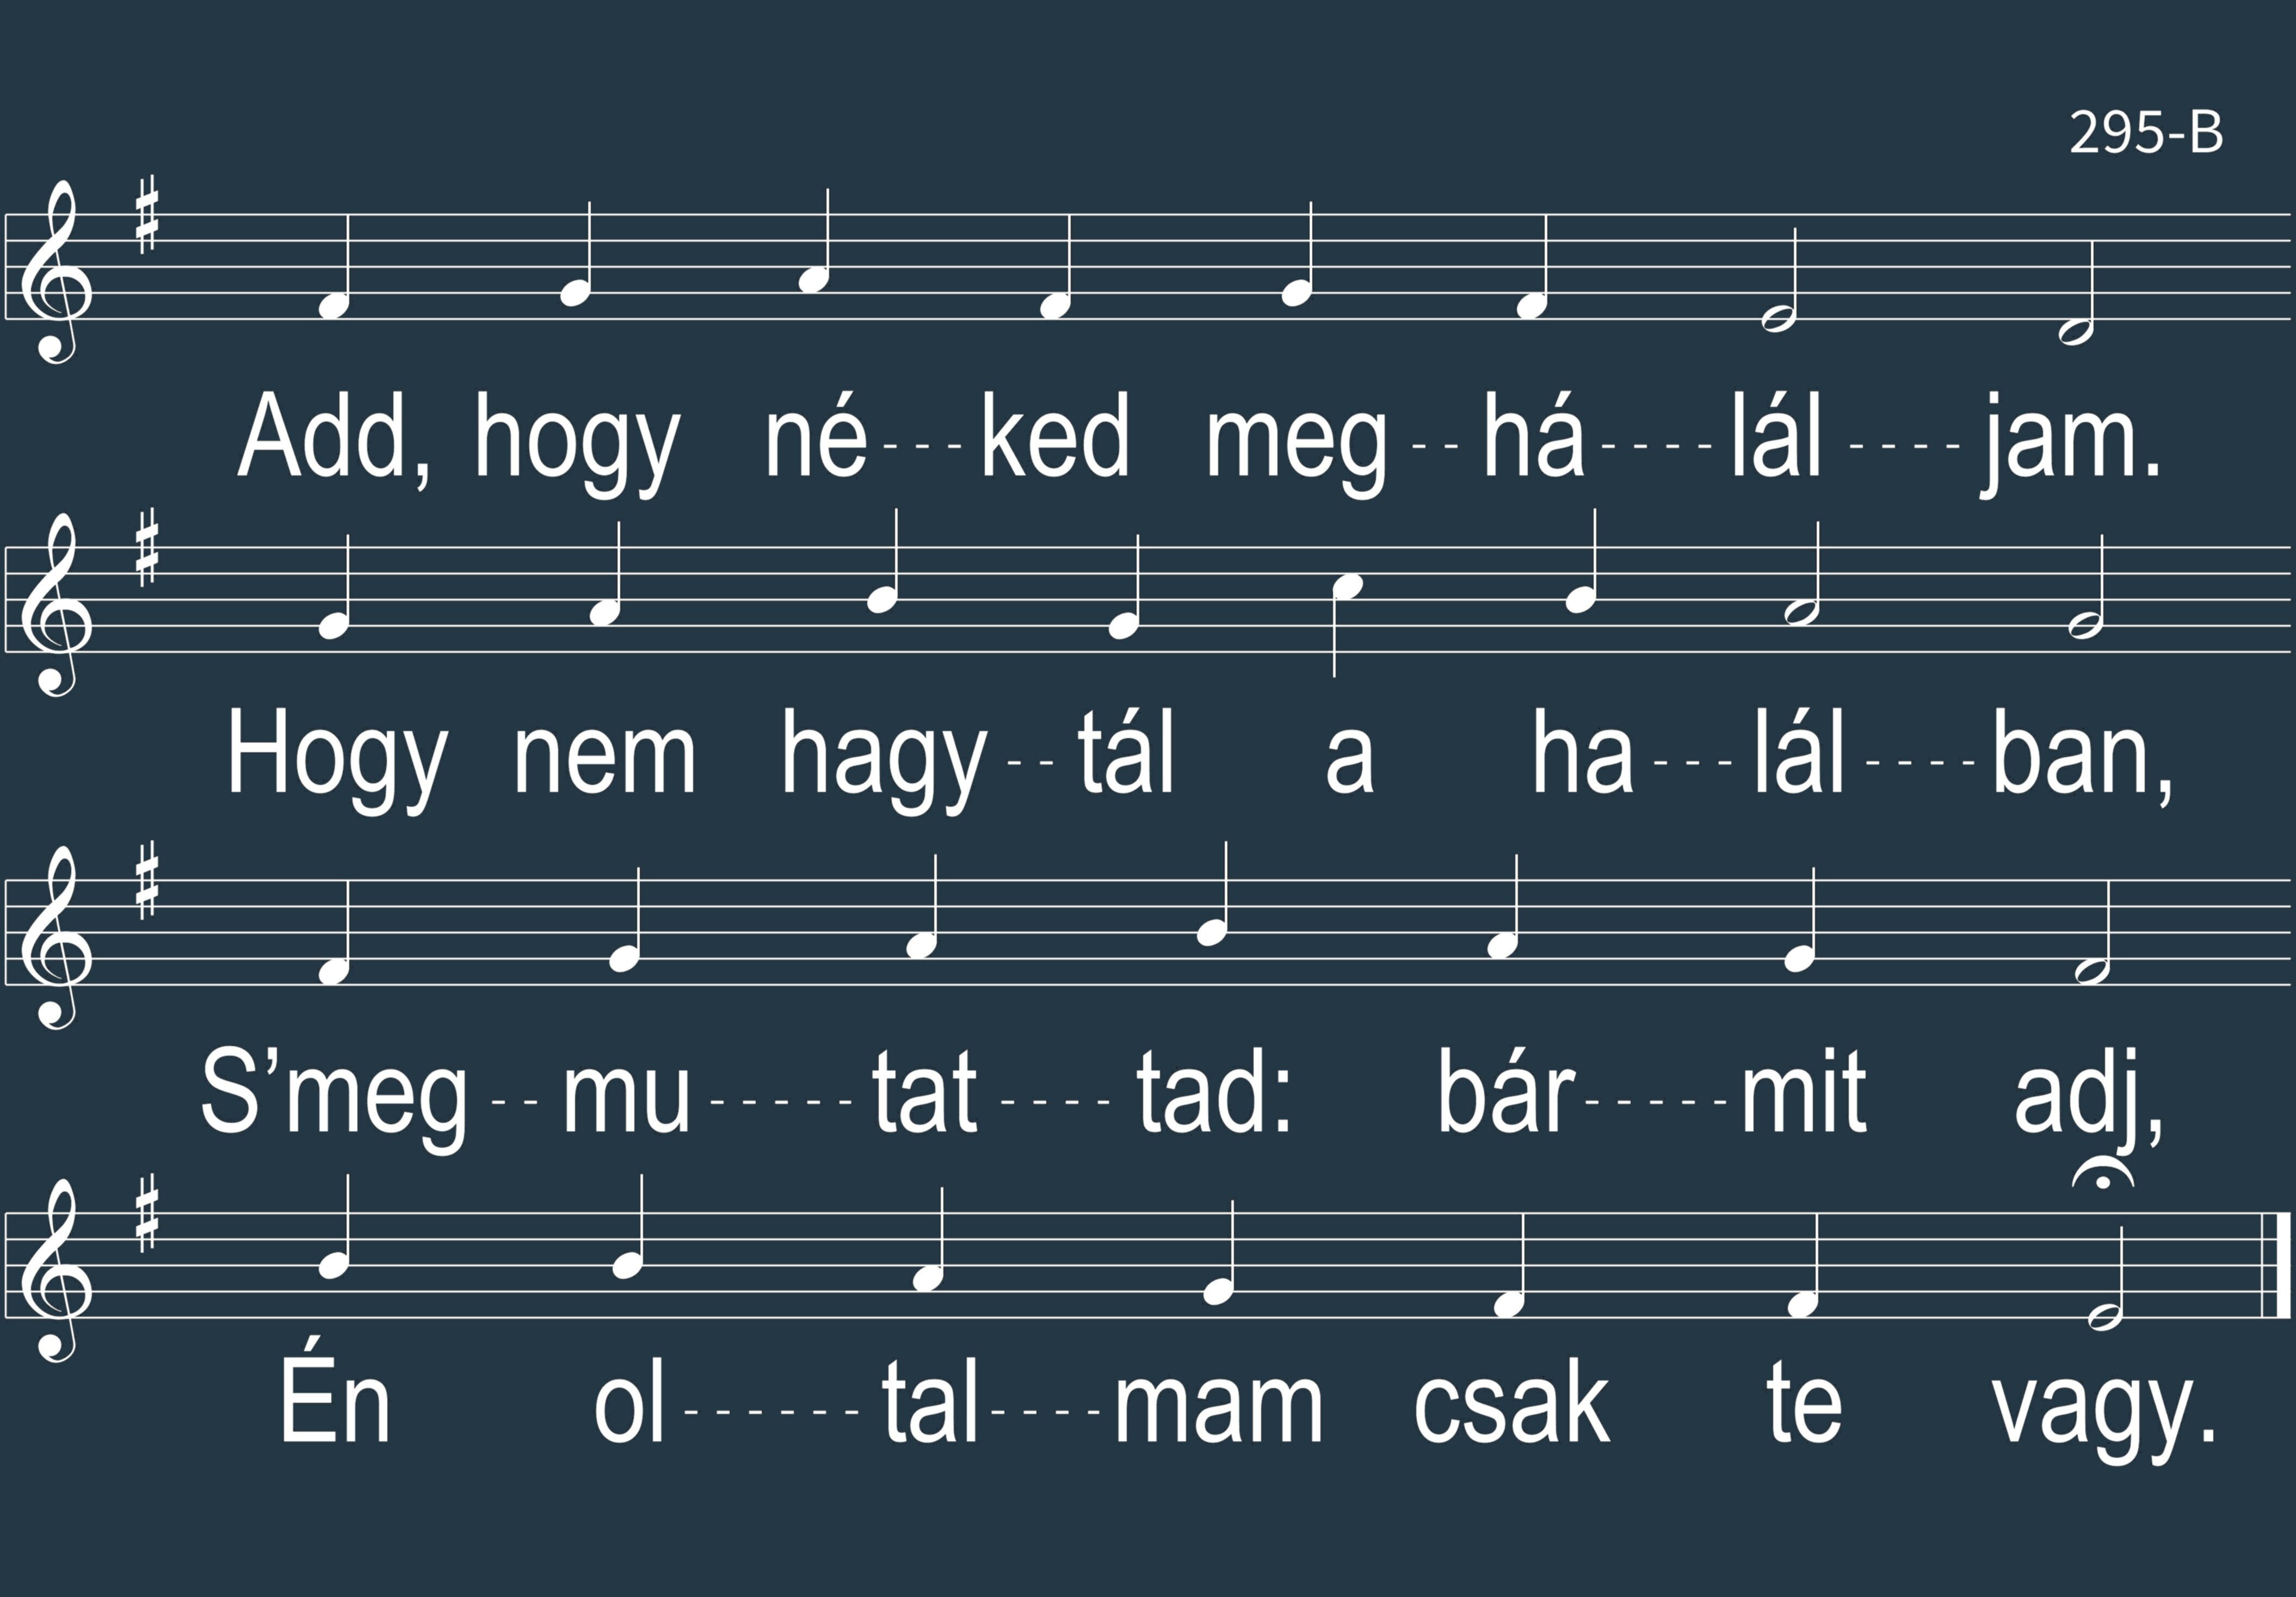 295-B
Add, hogy né---ked meg--há----lál----jam.
Hogy nem hagy--tál a ha---lál----ban,
S’meg--mu-----tat----tad: bár-----mit adj,
Én ol------tal----mam csak te vagy.